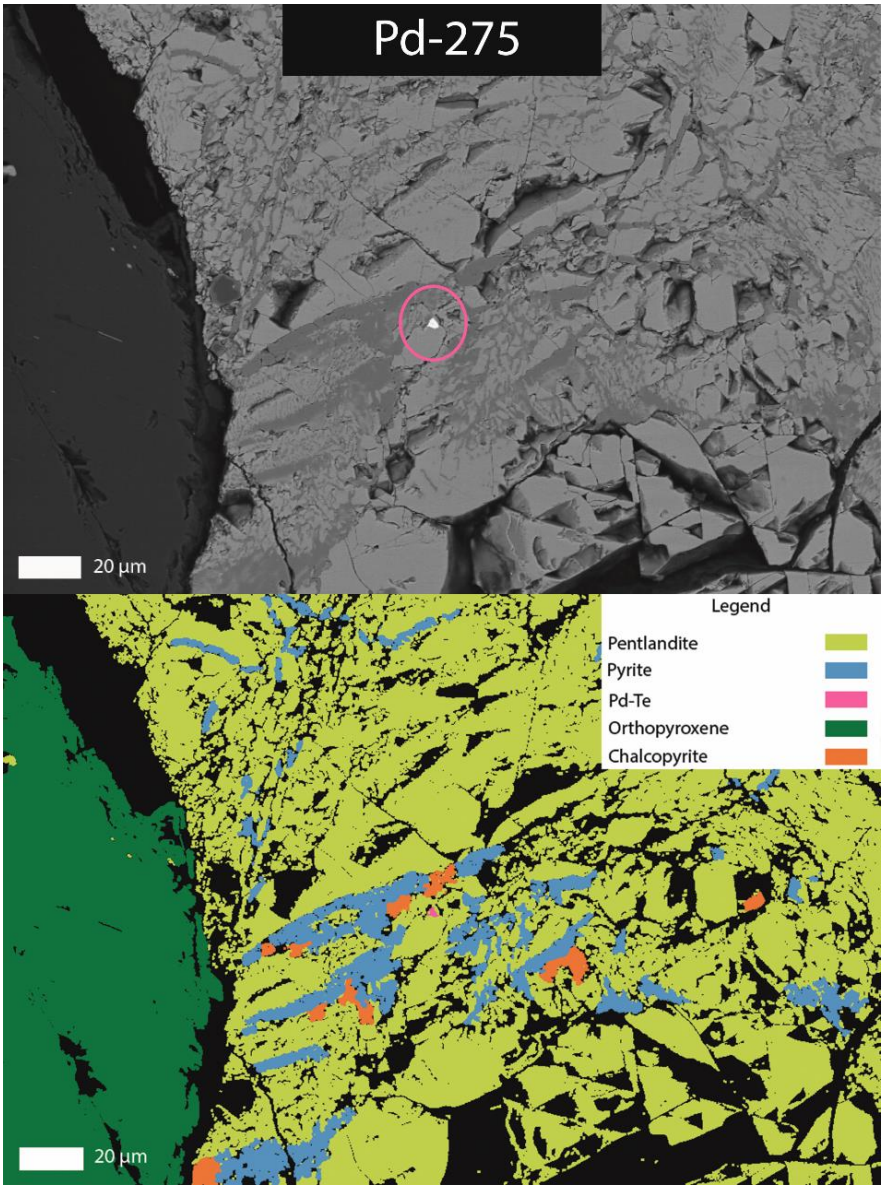 Pd-275
20 µm
Legend
Pentlandite
Pyrite
Pd-Te
Orthopyroxene
Chalcopyrite
20 µm